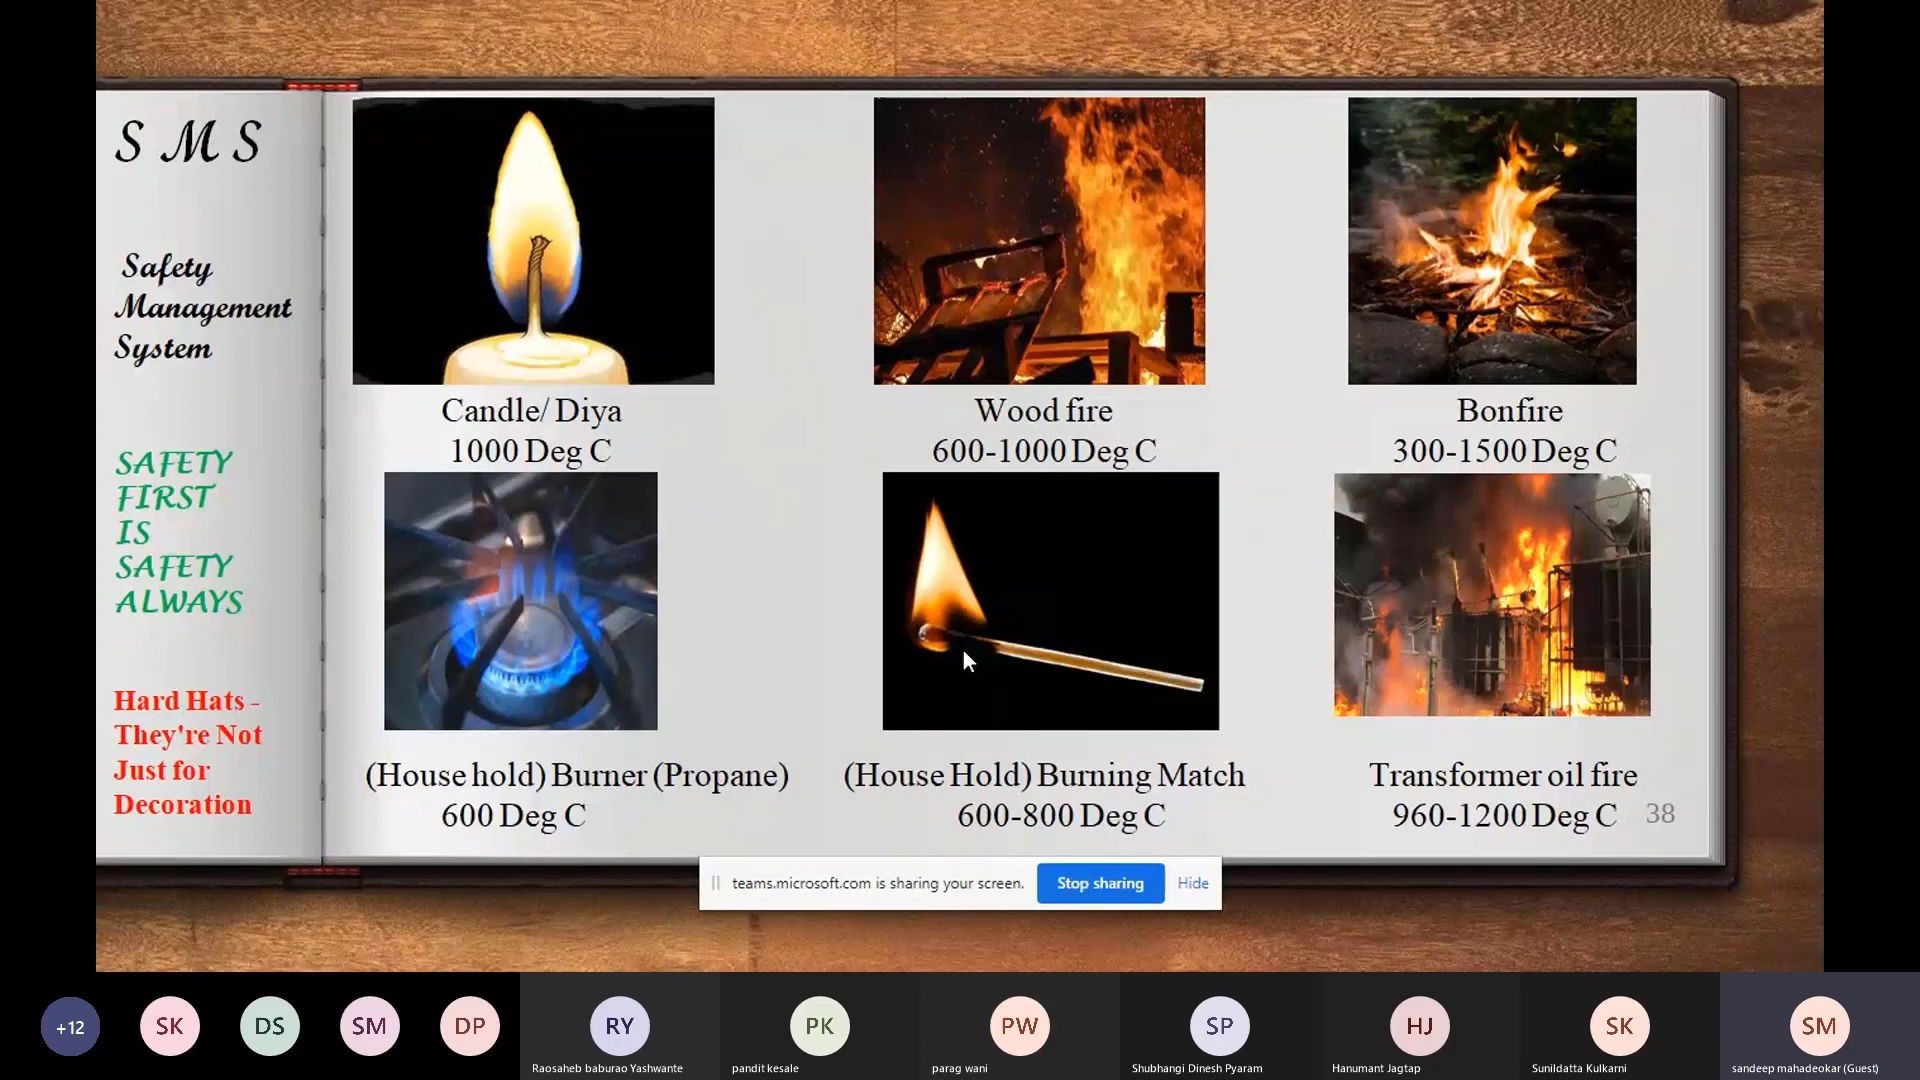 S M S
Safety
Management
System
SAFETY
FIRST
IS
SAFETY
ALWAYS
Hard Hats -
They're Not
Just for
Decoration
Candle/ Diya
1000 Deg C
Wood fire
600-1000 Deg C
Bonfire
300-1500 Deg C
(House hold) Burner (Propane)
600 Deg C
(House Hold) Burning Match
600-800 Deg C
Transformer oil fire
960-1200 Deg C
38
teams.microsoft.com is sharing your screen.
Stop sharing
Hide
+12
SK
DS
SM
DP
RY
Raosaheb baburao Yashwante
PK
pandit kesale
PW
parag wani
SP
Shubhangi Dinesh Pyaram
HJ
Hanumant Jagtap
SK
Sunildatta Kulkarni
SM
sandeep mahadeokar (Guest)